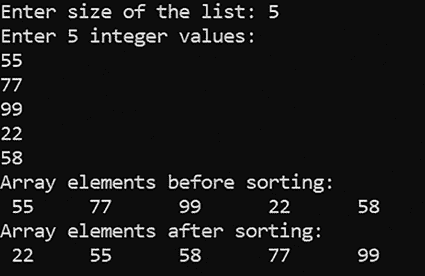 Enter size of the list: 5
Enter 5 integer values:
55
77
99
22
58
Array elements before sorting:
55 77 99 22 58
Array elements after sorting:
22 55 58 77 99